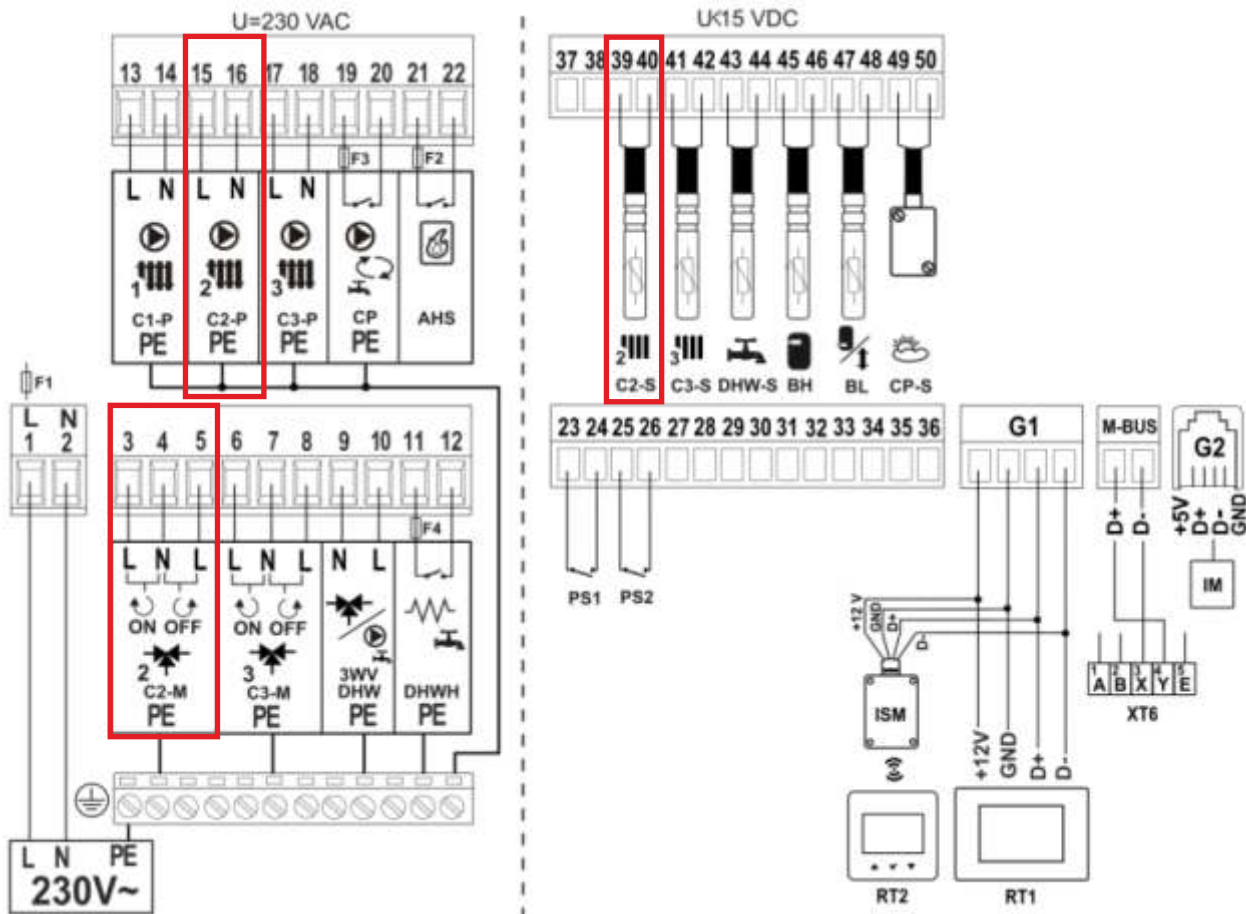 U=230 VAC
13 14 15 16 17 18 19 20 21 22
F3 F2
L N L N L N
1 2 3
C1-P C2-P C3-P CP AHS
PE PE PE PE
F1
L N
1 2
3 4 5 6 7 8 9 10 11 12
F4
L N L L N L N L
ON OFF ON OFF
2 3
C2-M C3-M 3WV DHW DHWH
PE PE PE PE
L N PE
230V~
U<15 VDC
37 38 39 40 41 42 43 44 45 46 47 48 49 50
2 3
C2-S C3-S DHW-S BH BL CP-S
23 24 25 26 27 28 29 30 31 32 33 34 35 36
G1
M-BUS
G2
PS1 PS2
D+ D-
+5V D+ D- GND
IM
+12 V GND D+ D-
ISM
1 2 3 4 5
A B X Y E
XT6
+12V GND D+ D-
RT2 RT1